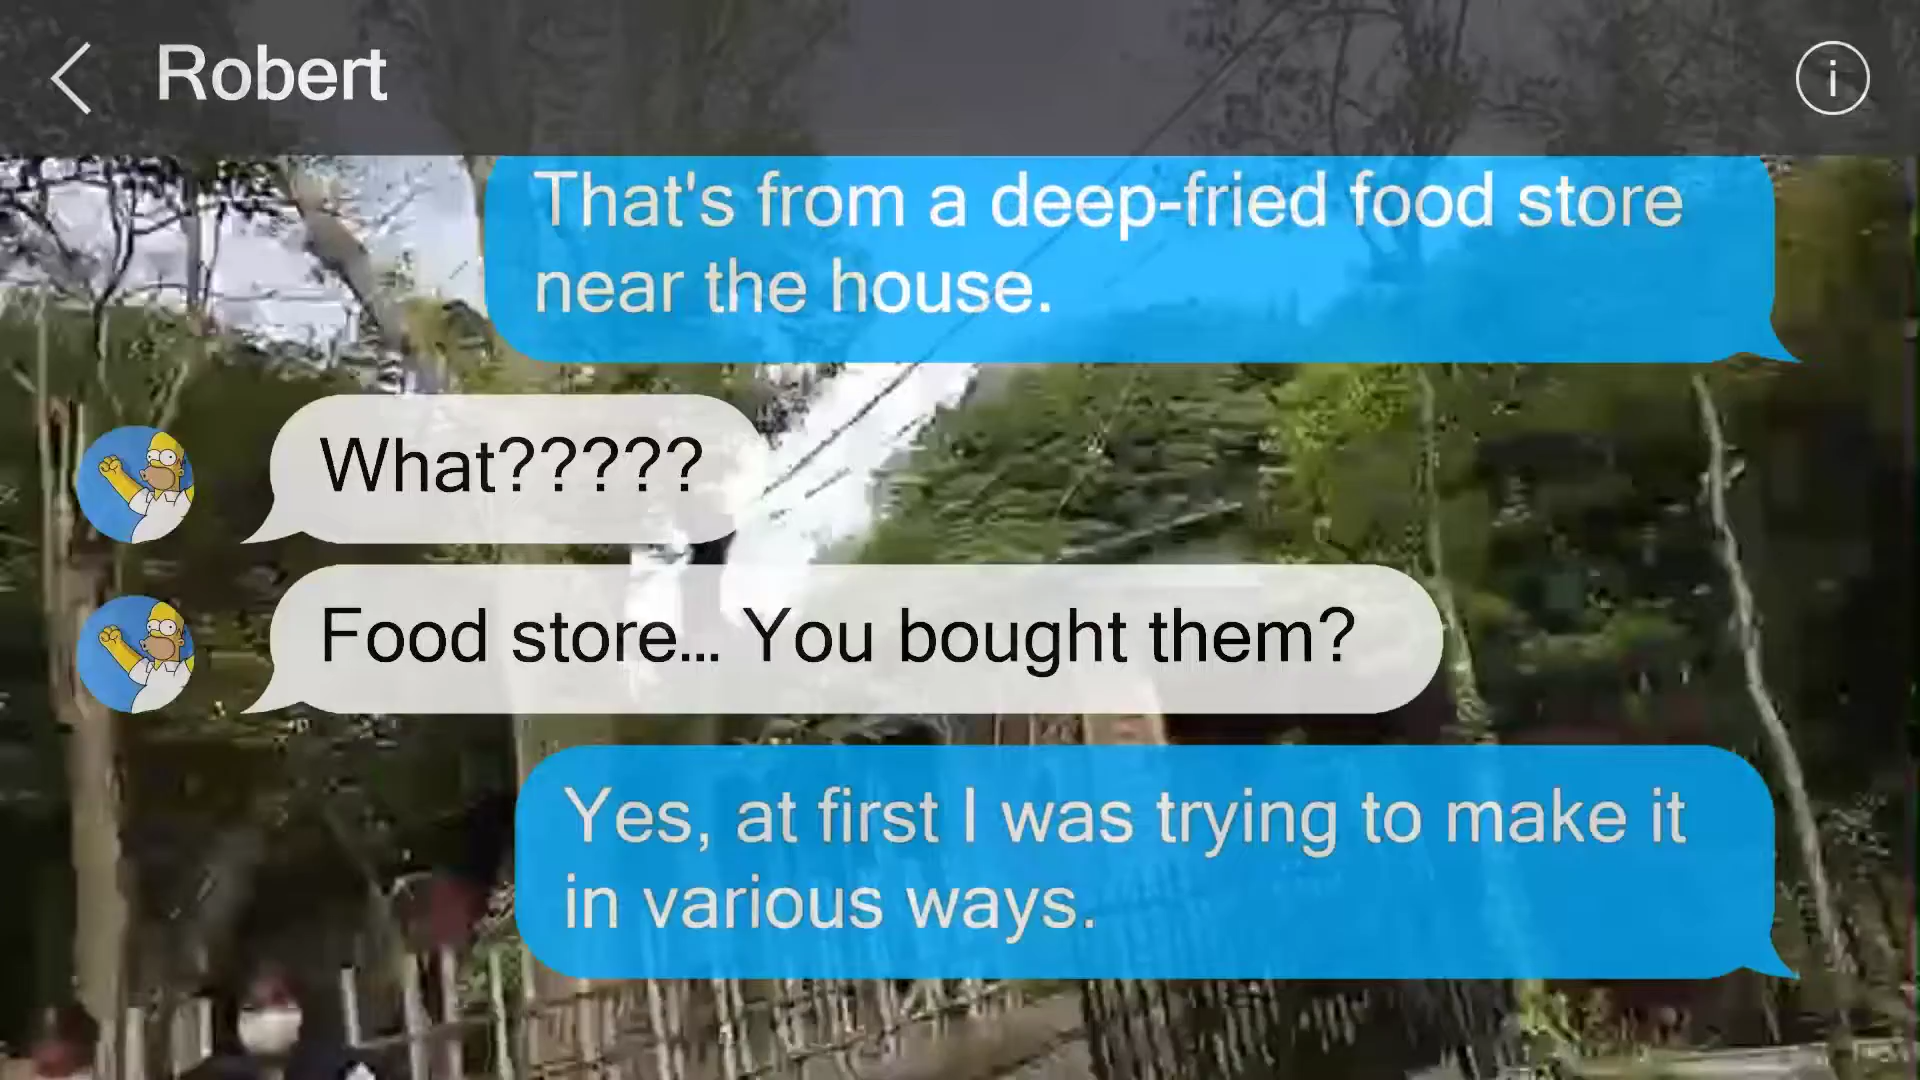 Robert
That's from a deep-fried food store
near the house.
What?????
Food store... You bought them?
Yes, at first I was trying to make it
in various ways.